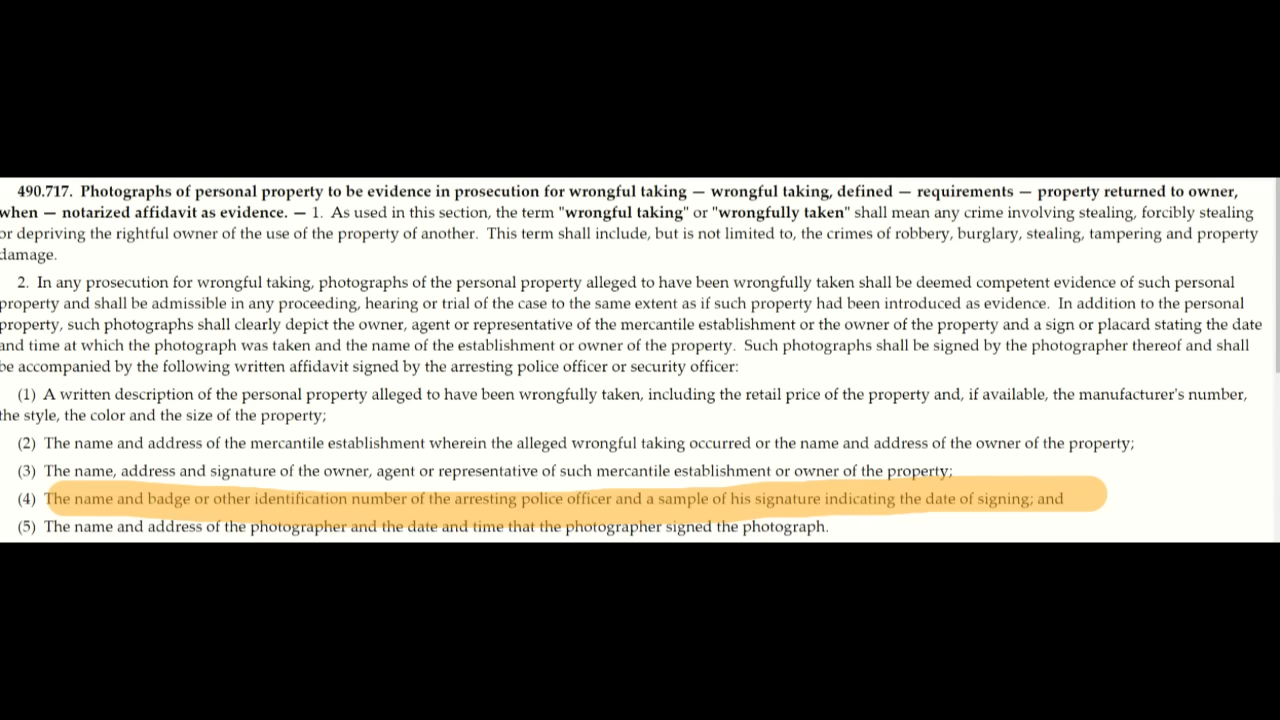 490.717. Photographs of personal property to be evidence in prosecution for wrongful taking — wrongful taking, defined — requirements — property returned to owner,
when — notarized affidavit as evidence. — 1. As used in this section, the term "wrongful taking" or "wrongfully taken" shall mean any crime involving stealing, forcibly stealing
or depriving the rightful owner of the use of the property of another. This term shall include, but is not limited to, the crimes of robbery, burglary, stealing, tampering and property
damage.
2. In any prosecution for wrongful taking, photographs of the personal property alleged to have been wrongfully taken shall be deemed competent evidence of such personal
property and shall be admissible in any proceeding, hearing or trial of the case to the same extent as if such property had been introduced as evidence. In addition to the personal
property, such photographs shall clearly depict the owner, agent or representative of the mercantile establishment or the owner of the property and a sign or placard stating the date
and time at which the photograph was taken and the name of the establishment or owner of the property. Such photographs shall be signed by the photographer thereof and shall
be accompanied by the following written affidavit signed by the arresting police officer or security officer:
(1) A written description of the personal property alleged to have been wrongfully taken, including the retail price of the property and, if available, the manufacturer's number,
the style, the color and the size of the property;
(2) The name and address of the mercantile establishment wherein the alleged wrongful taking occurred or the name and address of the owner of the property;
(3) The name, address and signature of the owner, agent or representative of such mercantile establishment or owner of the property;
(4) The name and badge or other identification number of the arresting police officer and a sample of his signature indicating the date of signing; and
(5) The name and address of the photographer and the date and time that the photographer signed the photograph.